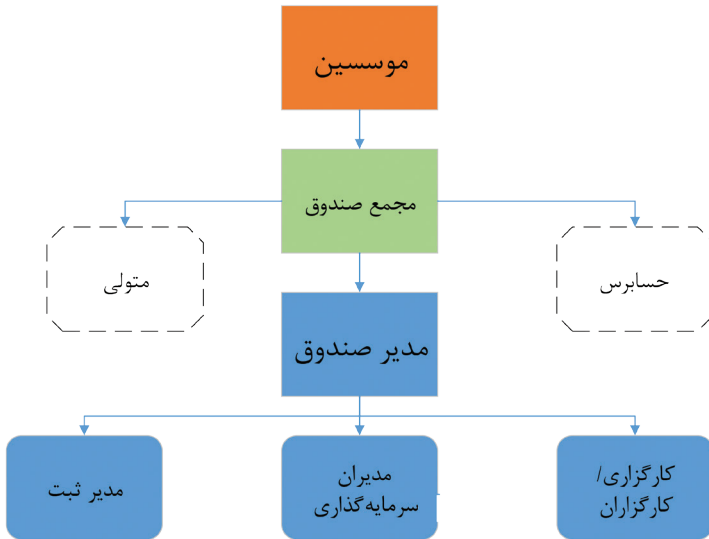 موسسین
مجمع صندوق
حسابرس
متولی
مدیر صندوق
کارگزاری/
کارگزاران
مدیران
سرمایه‌گذاری
مدیر ثبت